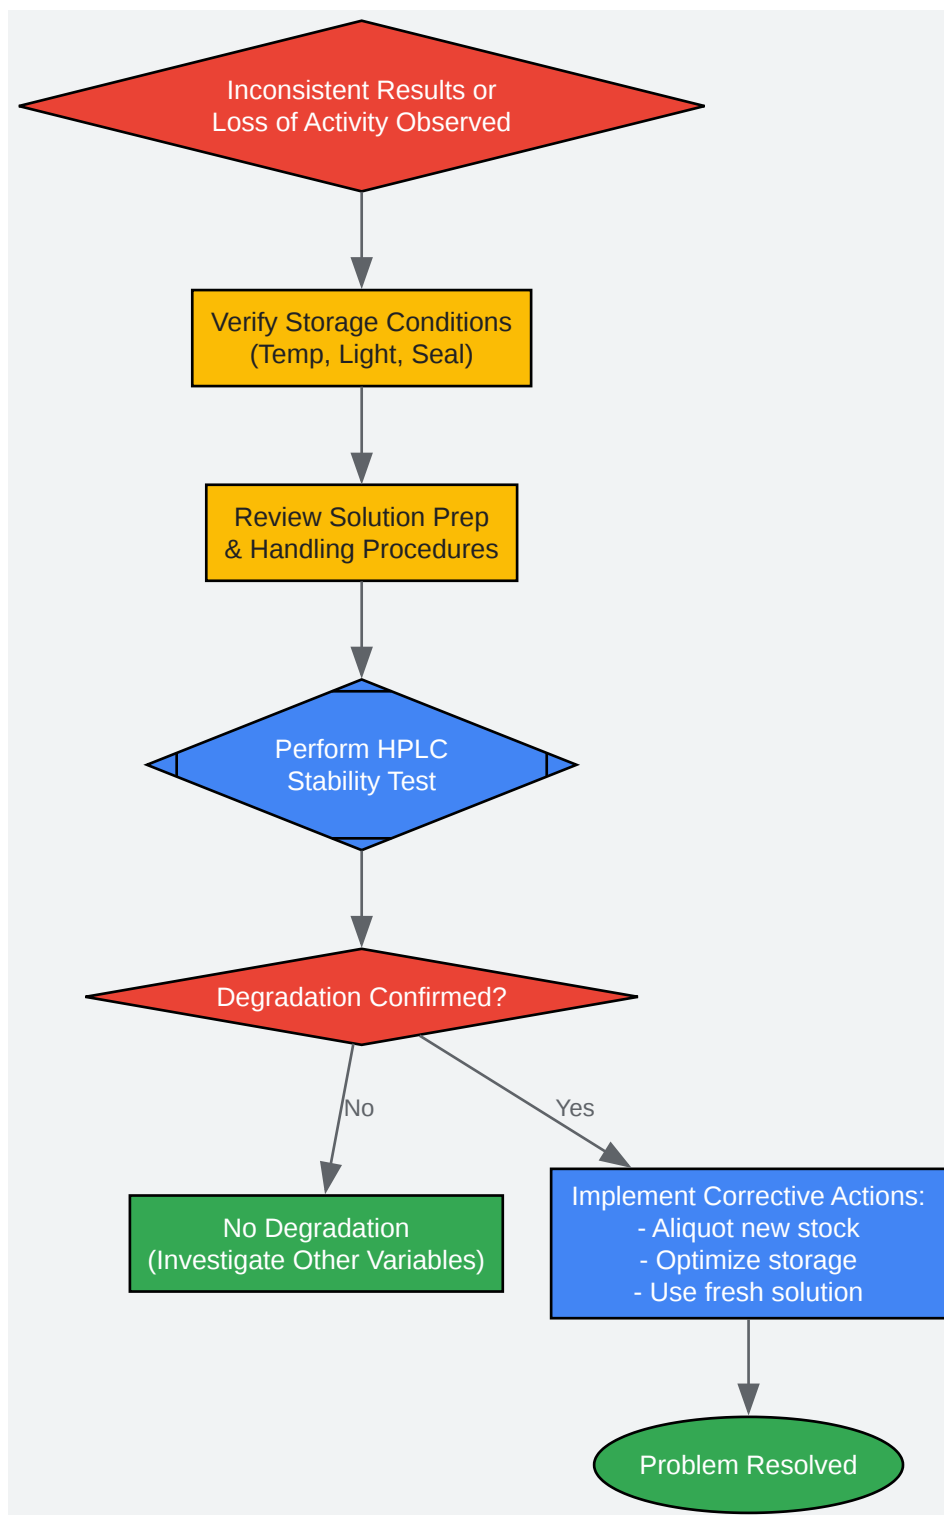 Inconsistent Results or
Loss of Activity Observed
Verify Storage Conditions
(Temp, Light, Seal)
Review Solution Prep
& Handling Procedures
Perform HPLC
Stability Test
Degradation Confirmed?
No
Yes
No Degradation
(Investigate Other Variables)
Implement Corrective Actions:
- Aliquot new stock
- Optimize storage
- Use fresh solution
Problem Resolved